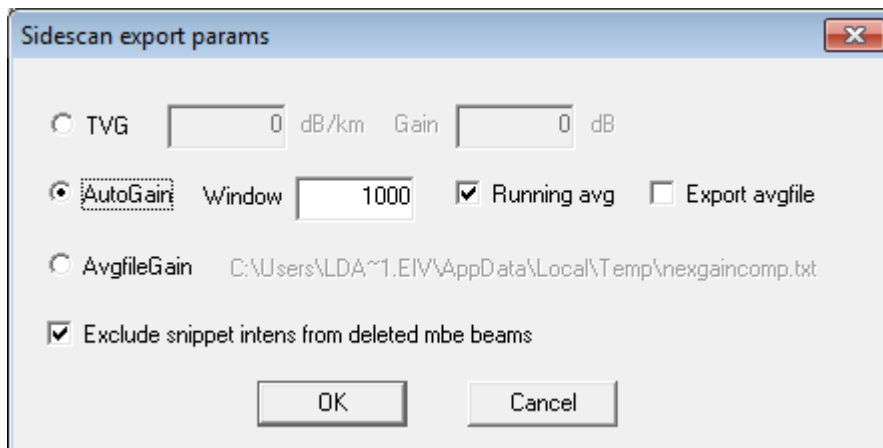 Sidescan export params
TVG 0 dB/km Gain 0 dB
AutoGain Window 1000 Running avg Export avgfile
AvgfileGain C:\Users\LDA~1.EIV\AppData\Local\Temp\nexgaincomp.txt
Exclude snippet intens from deleted mbe beams
OK Cancel